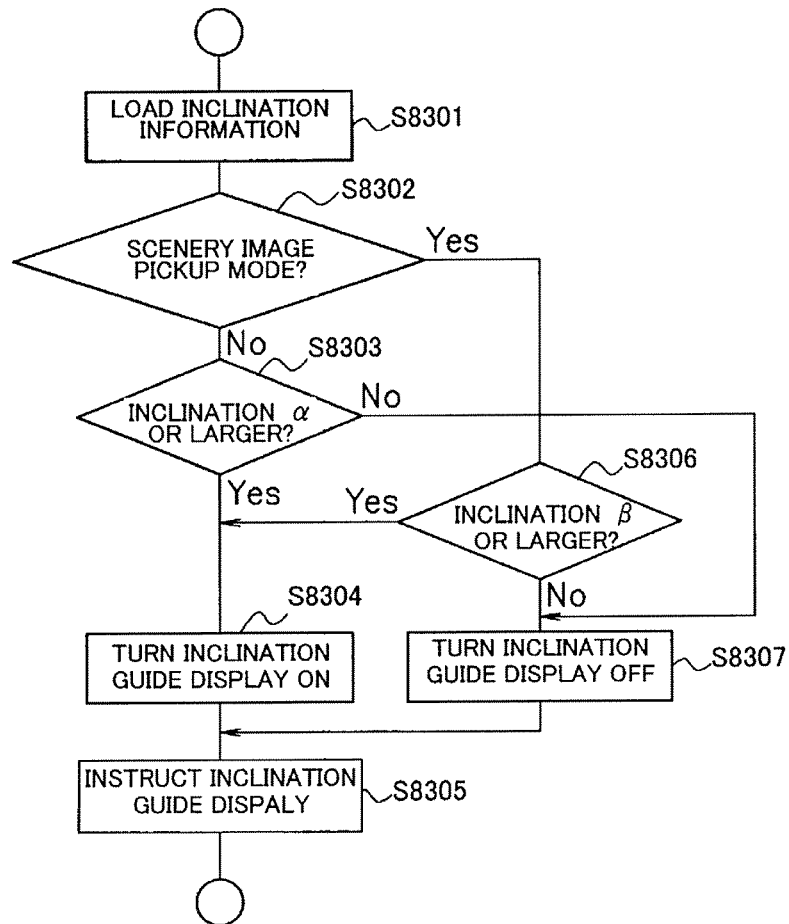 LOAD INCLINATION
INFORMATION
S8301
S8302
SCENERY IMAGE
PICKUP MODE?
Yes
No
S8303
INCLINATION α
OR LARGER?
No
Yes
S8306
INCLINATION β
OR LARGER?
Yes
No
S8304
TURN INCLINATION
GUIDE DISPLAY ON
TURN INCLINATION
GUIDE DISPLAY OFF
S8307
INSTRUCT INCLINATION
GUIDE DISPALY
S8305